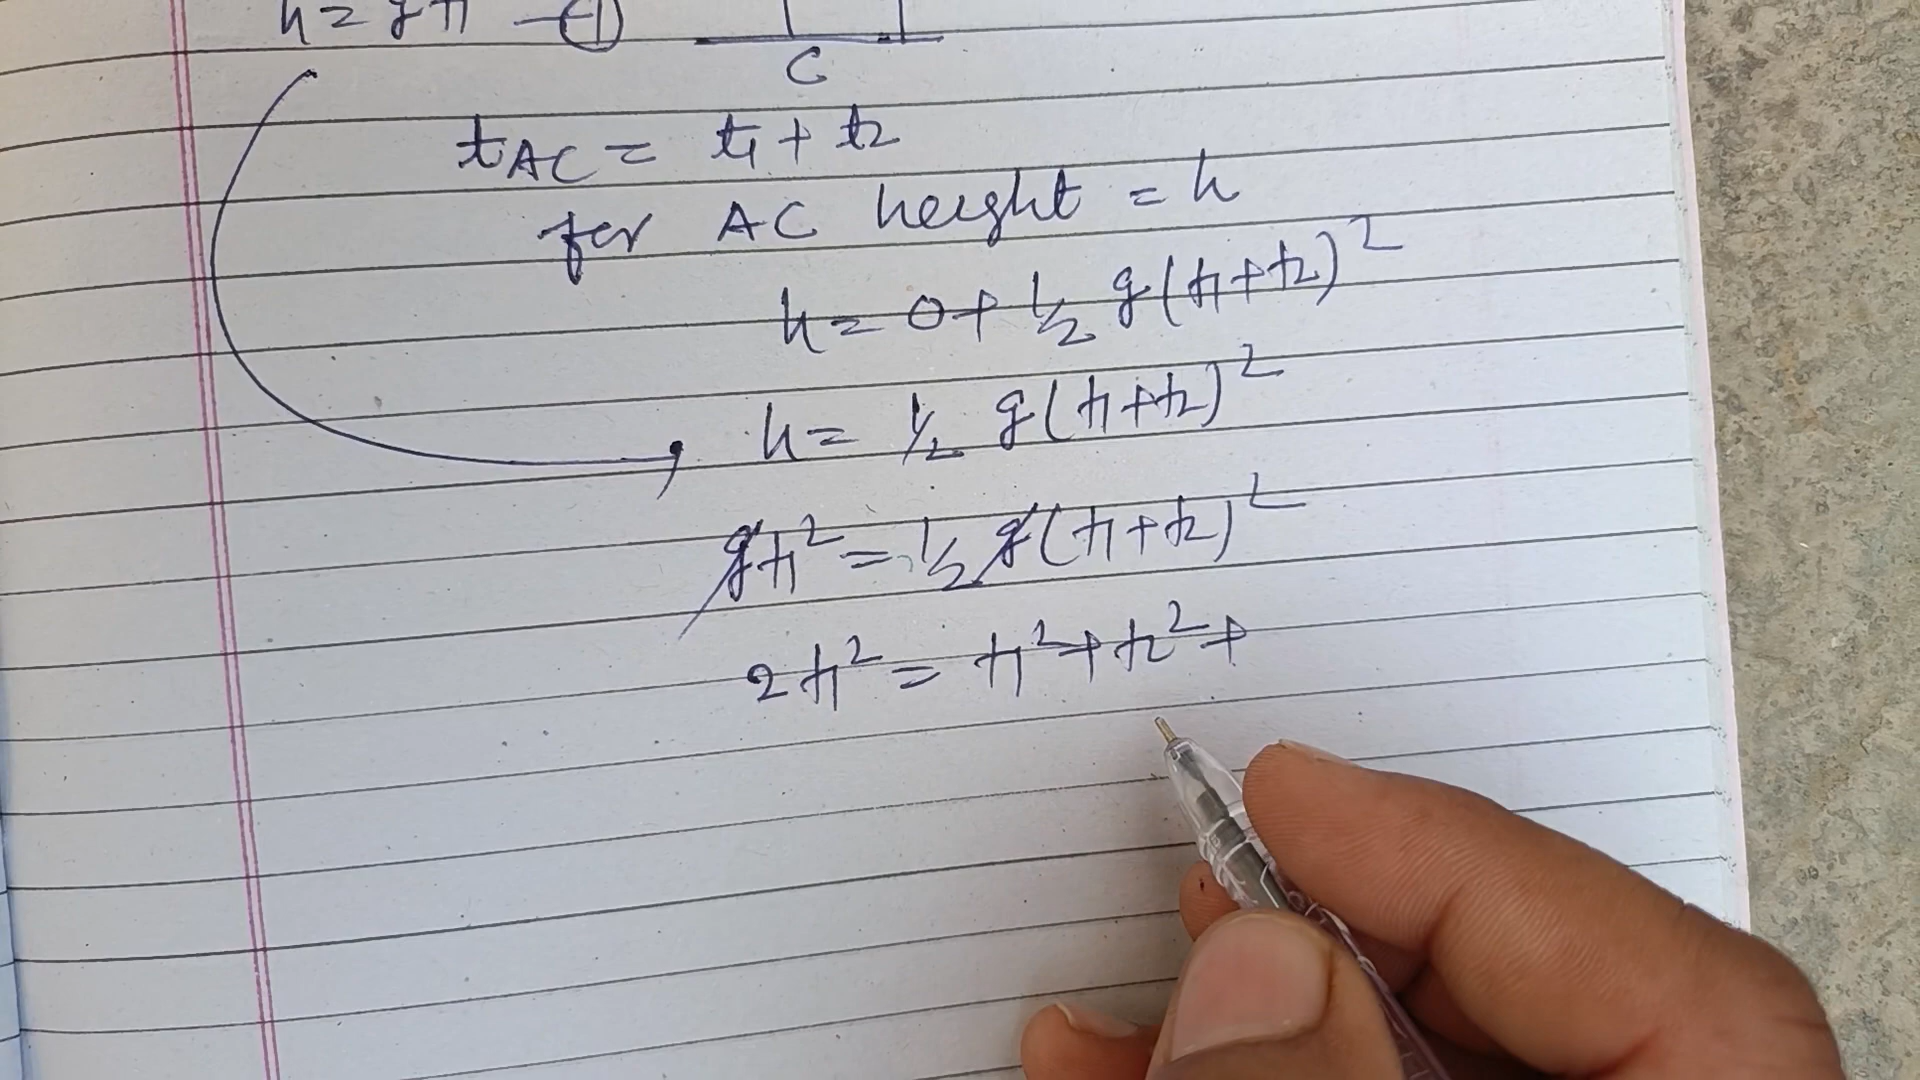 h = gt1 — ①
C
tAC = t1 + t2
for AC height = h
h = 0 + 1/2 g(t1+t2)²
h = 1/2 g(t1+t2)²
gt1² = 1/2 g(t1+t2)²
2t1² = t1² + t2² +